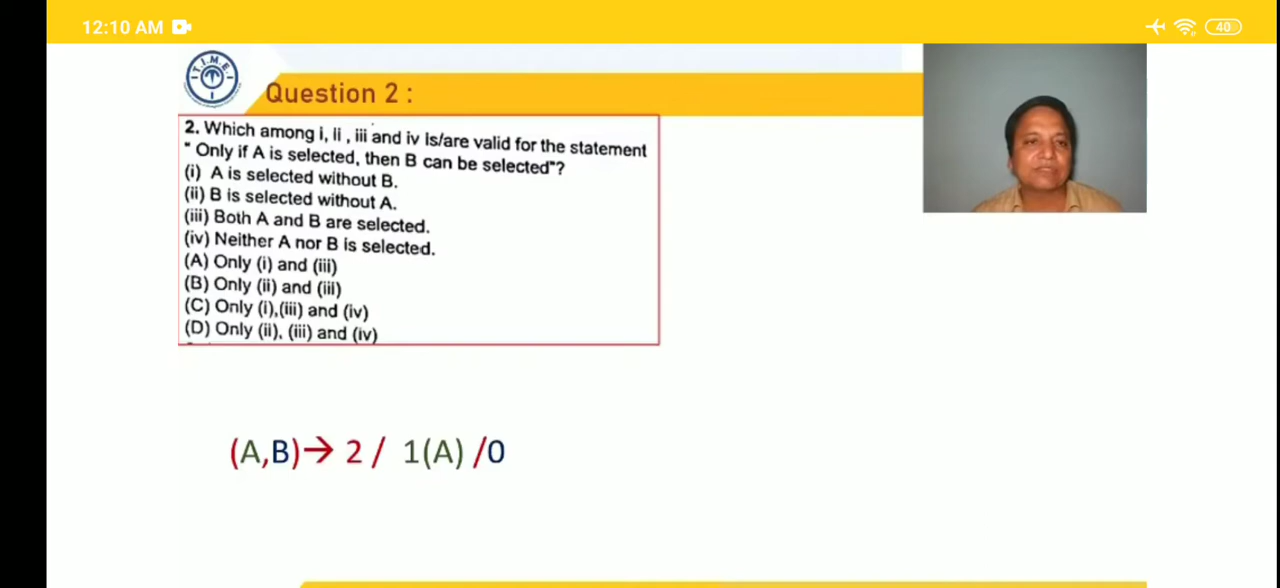 12:10 AM
40
T.I.M.E.
Question 2 :
2. Which among i, ii , iii and iv is/are valid for the statement
" Only if A is selected, then B can be selected"?
(i) A is selected without B.
(ii) B is selected without A.
(iii) Both A and B are selected.
(iv) Neither A nor B is selected.
(A) Only (i) and (iii)
(B) Only (ii) and (iii)
(C) Only (i),(iii) and (iv)
(D) Only (ii), (iii) and (iv)
(A,B)→ 2 / 1(A) /0